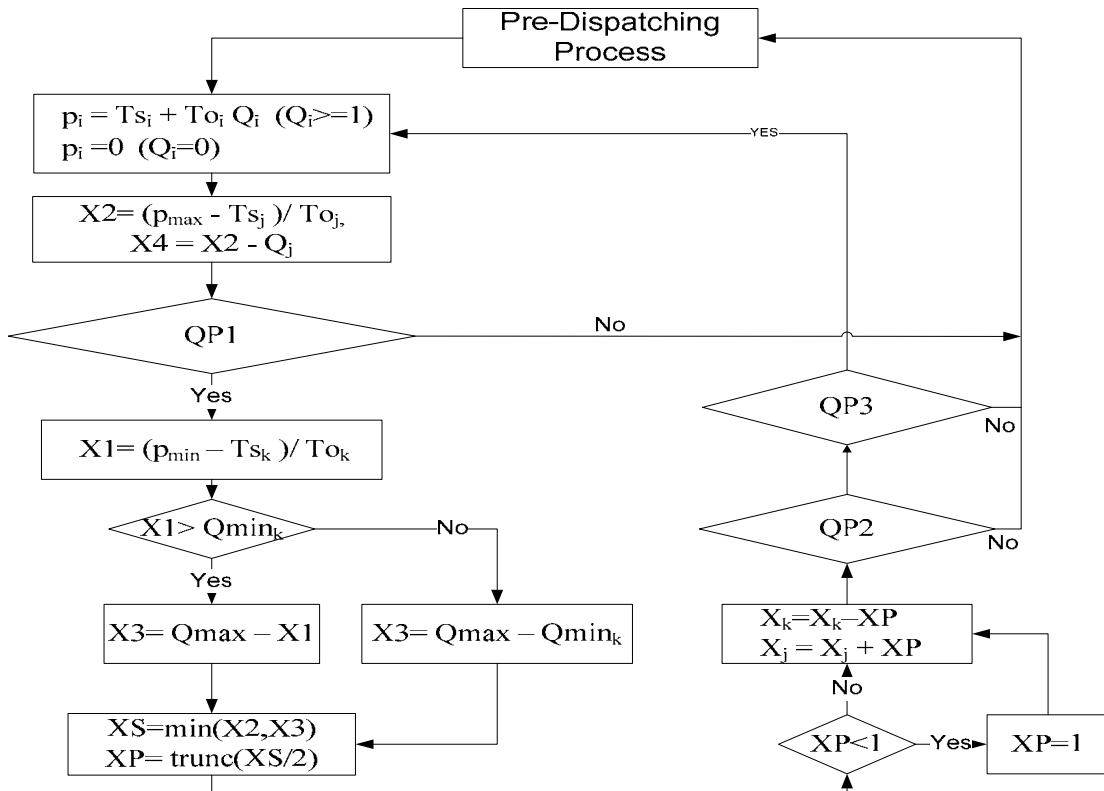 Pre-Dispatching
Process
pᵢ = Tsᵢ + Toᵢ Qᵢ (Qᵢ>=1)
pᵢ =0 (Qᵢ=0)
YES
X2= (pₘₐₓ - Tsⱼ )/ Toⱼ,
X4 = X2 - Qⱼ
QP1
No
Yes
X1= (pₘᵢₙ – Tsₖ )/ Toₖ
QP3
No
X1> Qminₖ
No
Yes
QP2
No
X3= Qmax – X1
X3= Qmax – Qminₖ
Xₖ=Xₖ–XP
Xⱼ = Xⱼ + XP
No
XS=min(X2,X3)
XP= trunc(XS/2)
XP<1
Yes
XP=1